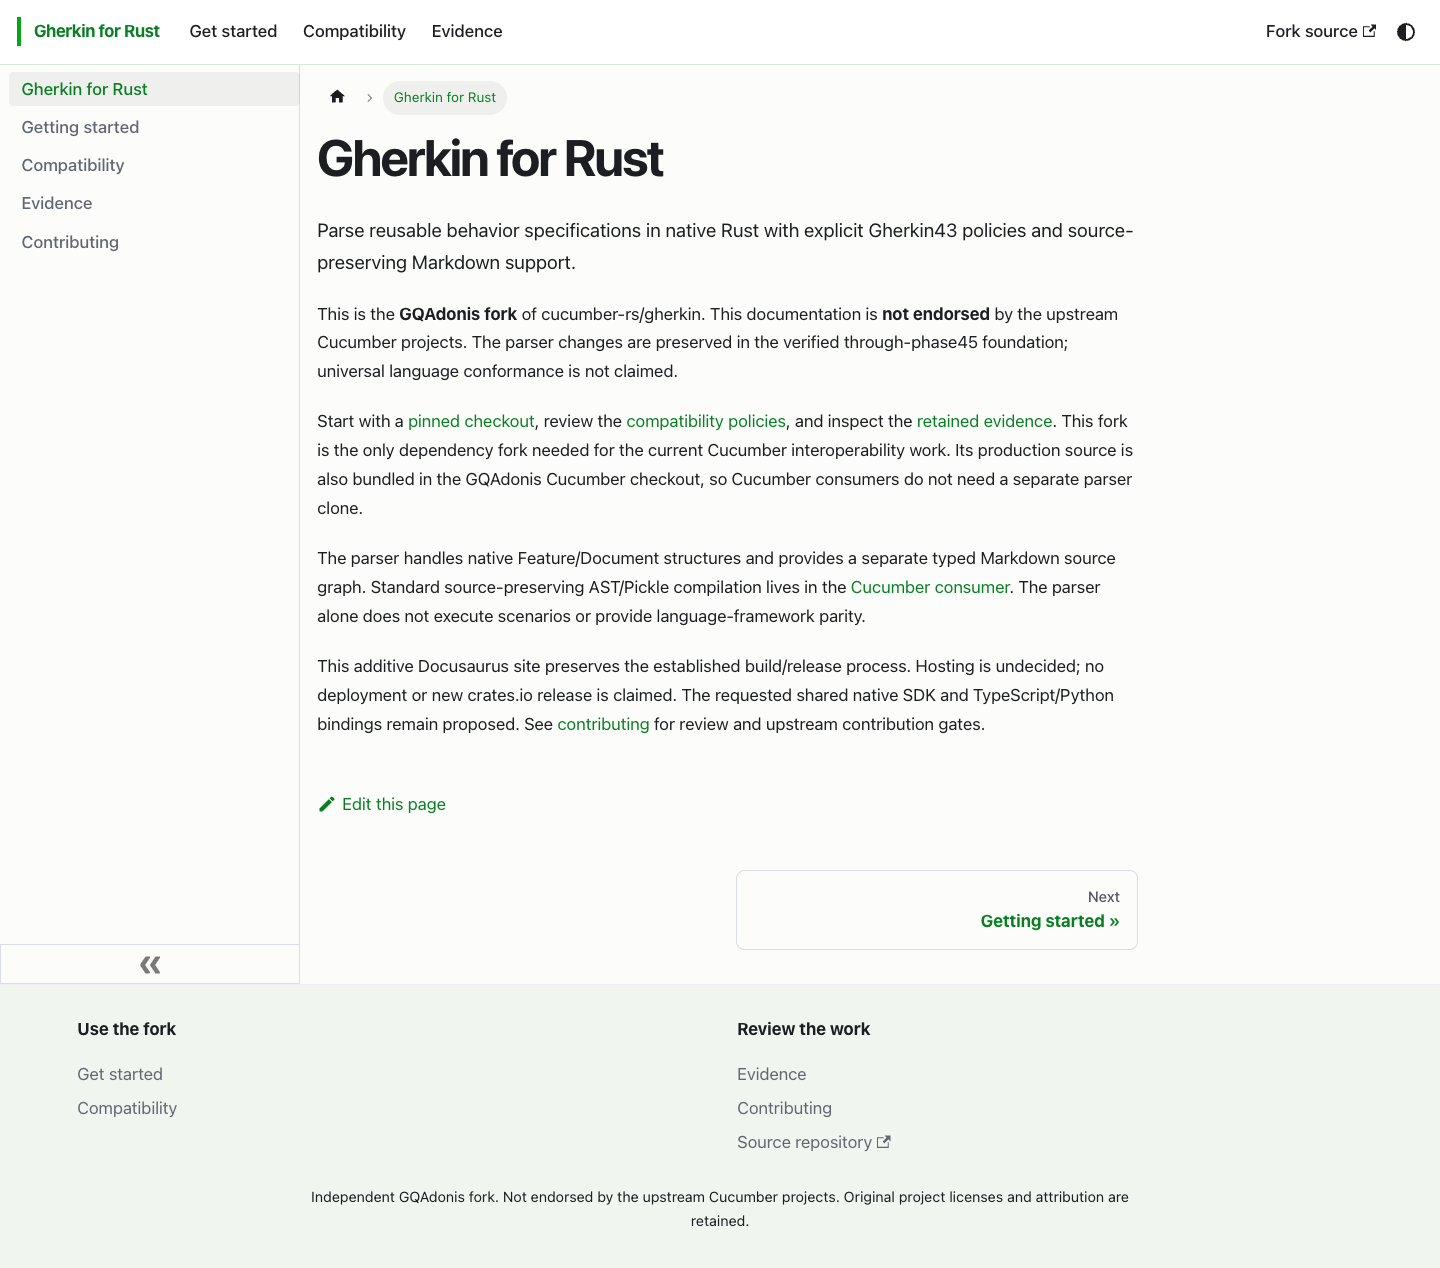 Gherkin for Rust
Get started
Compatibility
Evidence
Fork source
Gherkin for Rust
Getting started
Compatibility
Evidence
Contributing
Gherkin for Rust
Gherkin for Rust
Parse reusable behavior specifications in native Rust with explicit Gherkin43 policies and source-
preserving Markdown support.
This is the GQAdonis fork of cucumber-rs/gherkin. This documentation is not endorsed by the upstream
Cucumber projects. The parser changes are preserved in the verified through-phase45 foundation;
universal language conformance is not claimed.
Start with a pinned checkout, review the compatibility policies, and inspect the retained evidence. This fork
is the only dependency fork needed for the current Cucumber interoperability work. Its production source is
also bundled in the GQAdonis Cucumber checkout, so Cucumber consumers do not need a separate parser
clone.
The parser handles native Feature/Document structures and provides a separate typed Markdown source
graph. Standard source-preserving AST/Pickle compilation lives in the Cucumber consumer. The parser
alone does not execute scenarios or provide language-framework parity.
This additive Docusaurus site preserves the established build/release process. Hosting is undecided; no
deployment or new crates.io release is claimed. The requested shared native SDK and TypeScript/Python
bindings remain proposed. See contributing for review and upstream contribution gates.
Edit this page
Next
Getting started »
Use the fork
Get started
Compatibility
Review the work
Evidence
Contributing
Source repository
Independent GQAdonis fork. Not endorsed by the upstream Cucumber projects. Original project licenses and attribution are
retained.